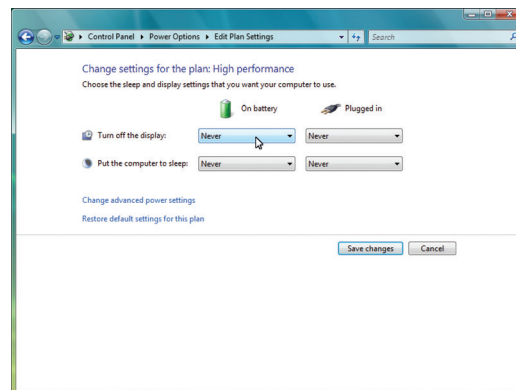 Control Panel ▸ Power Options ▸ Edit Plan Settings
Search
Change settings for the plan: High performance
Choose the sleep and display settings that you want your computer to use.
On battery
Plugged in
Turn off the display:
Never
Never
Put the computer to sleep:
Never
Never
Change advanced power settings
Restore default settings for this plan
Save changes
Cancel